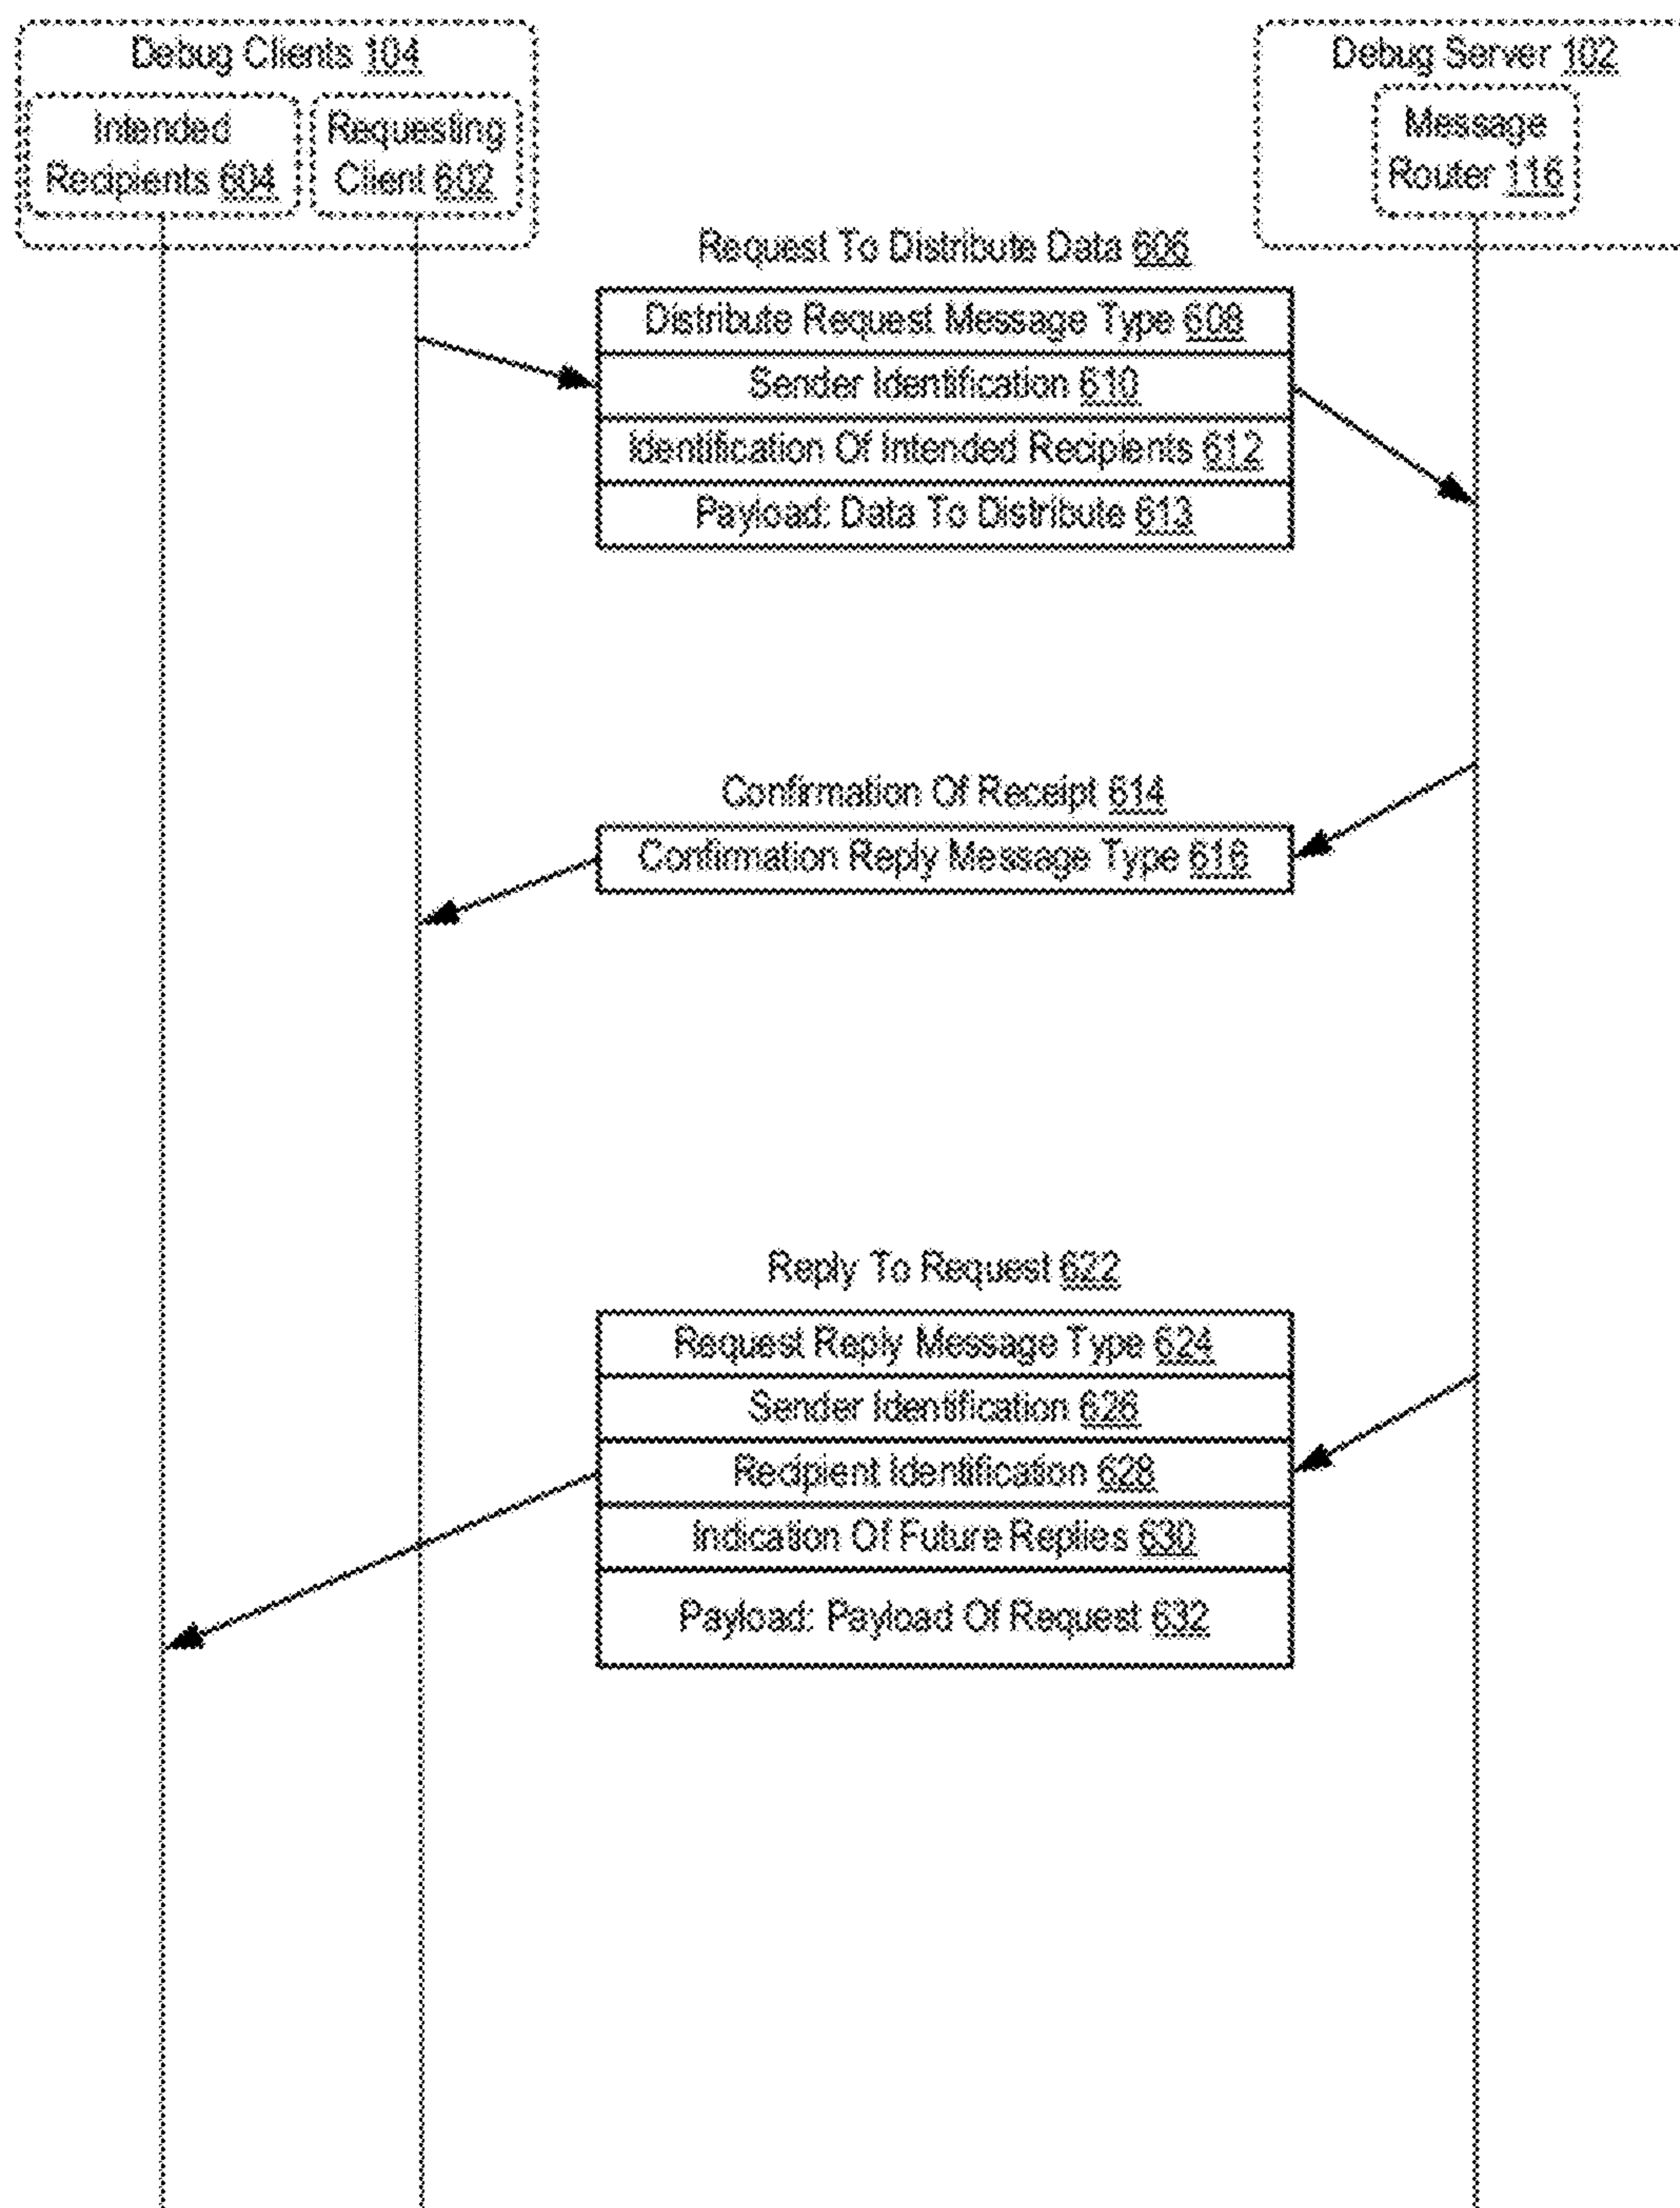 Debug Clients 104
Intended
Recipients 604
Requesting
Client 602
Debug Server 102
Message
Router 116
Request To Distribute Data 606
Distribute Request Message Type 608
Sender Identification 610
Identification Of Intended Recipients 612
Payload: Data To Distribute 613
Confirmation Of Receipt 614
Confirmation Reply Message Type 616
Reply To Request 622
Request Reply Message Type 624
Sender Identification 626
Recipient Identification 628
Indication Of Future Replies 630
Payload: Payload Of Request 632